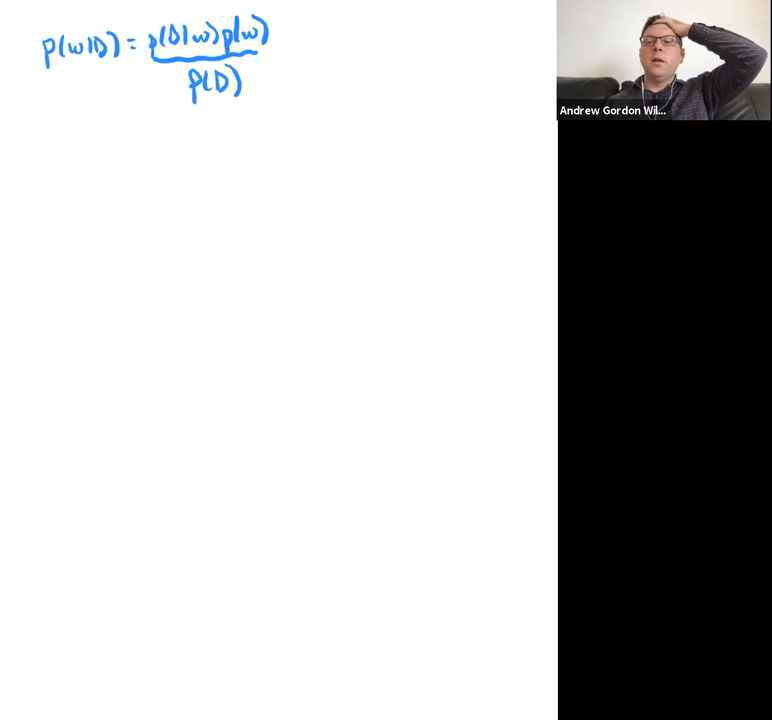 p(w|D) = p(D|w)p(w)
p(D)
Andrew Gordon Wil...